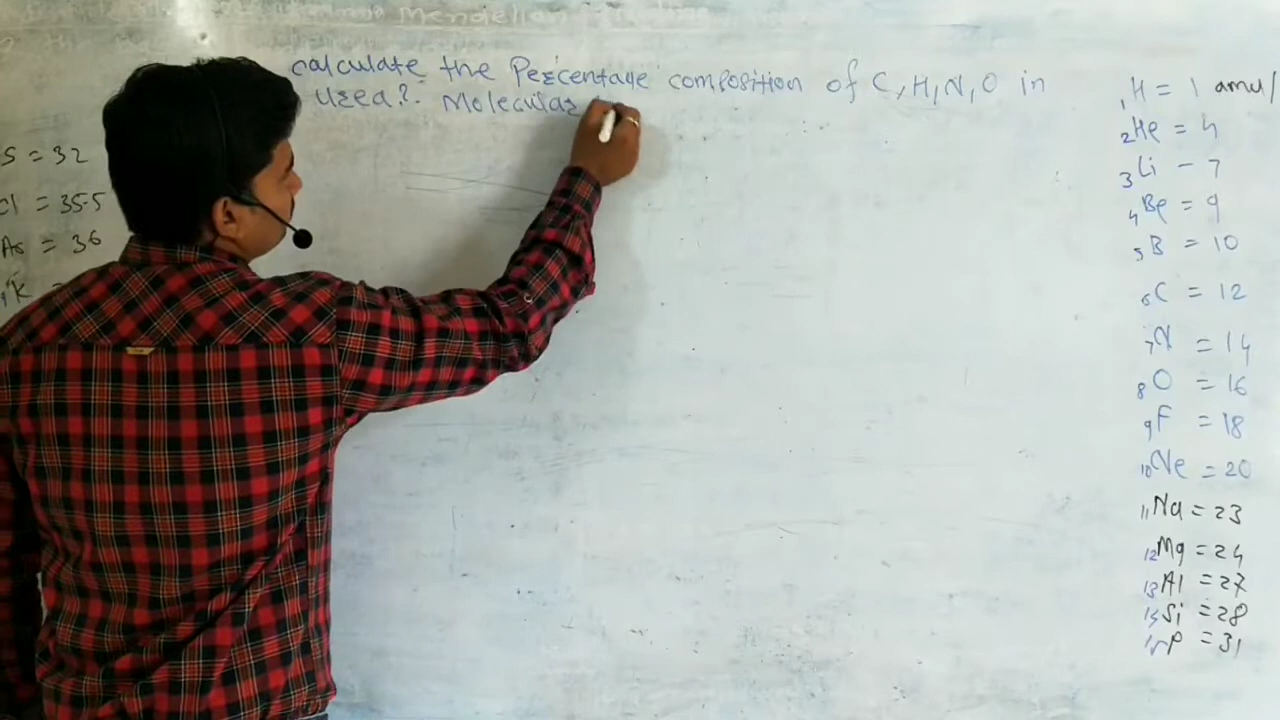 Mendelian
calculate the Percentage composition of C, H, N, O in
Urea?. Molecular
S = 32
Cl = 35.5
Ar = 36
K
1H = 1 amu/
2He = 4
3Li - 7
4Be = 9
5B = 10
6C = 12
7N = 14
8O = 16
9F = 18
10Ne = 20
11Na = 23
12Mg = 24
13Al = 27
14Si = 28
15P = 31